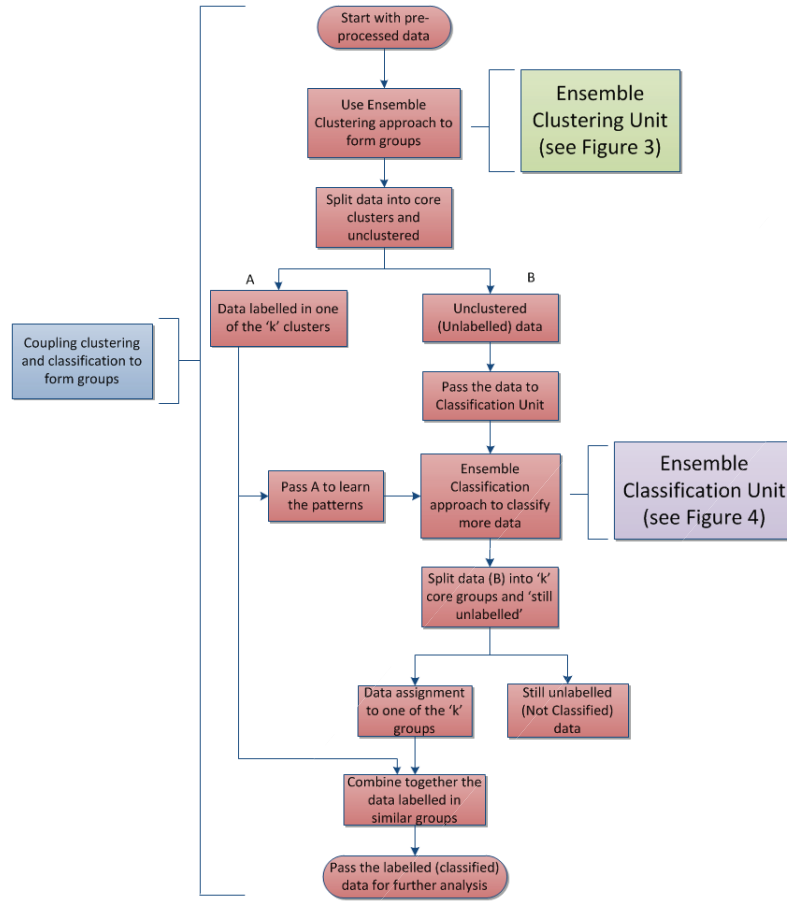 Start with pre-
processed data
Use Ensemble
Clustering approach to
form groups
Ensemble
Clustering Unit
(see Figure 3)
Split data into core
clusters and
unclustered
A
B
Data labelled in one
of the ‘k’ clusters
Unclustered
(Unlabelled) data
Coupling clustering
and classification to
form groups
Pass the data to
Classification Unit
Pass A to learn
the patterns
Ensemble
Classification
approach to classify
more data
Ensemble
Classification Unit
(see Figure 4)
Split data (B) into ‘k’
core groups and ‘still
unlabelled’
Data assignment
to one of the ‘k’
groups
Still unlabelled
(Not Classified)
data
Combine together the
data labelled in
similar groups
Pass the labelled (classified)
data for further analysis